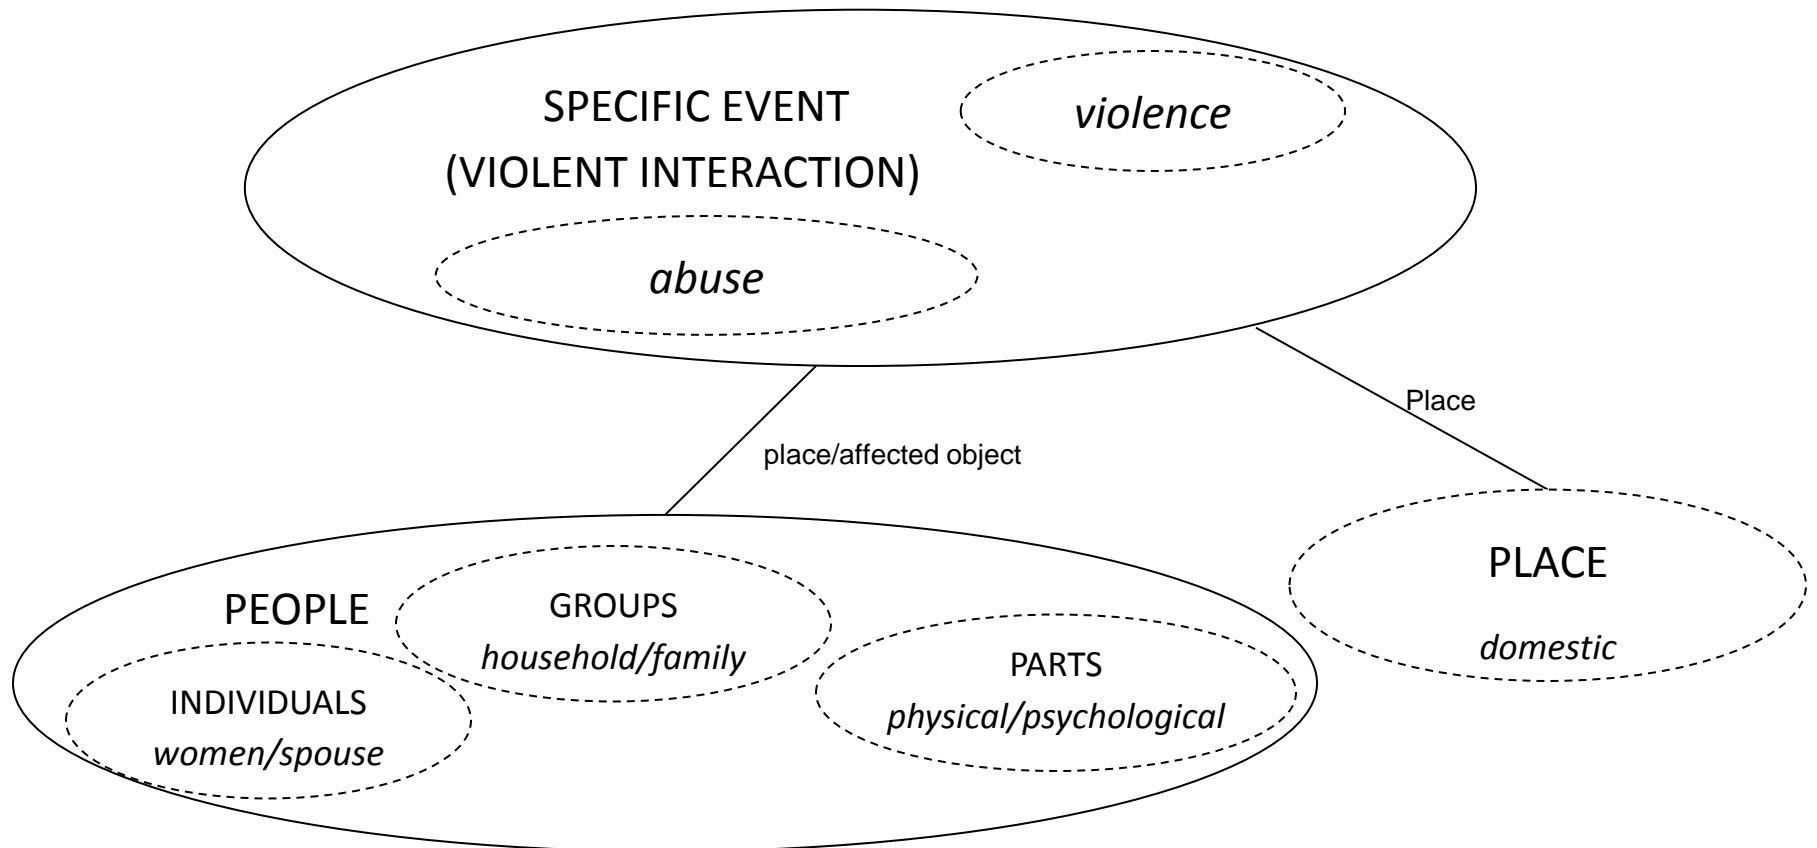 SPECIFIC EVENT
(VIOLENT INTERACTION)
violence
abuse
Place
place/affected object
PEOPLE
GROUPS
household/family
INDIVIDUALS
women/spouse
PARTS
physical/psychological
PLACE
domestic